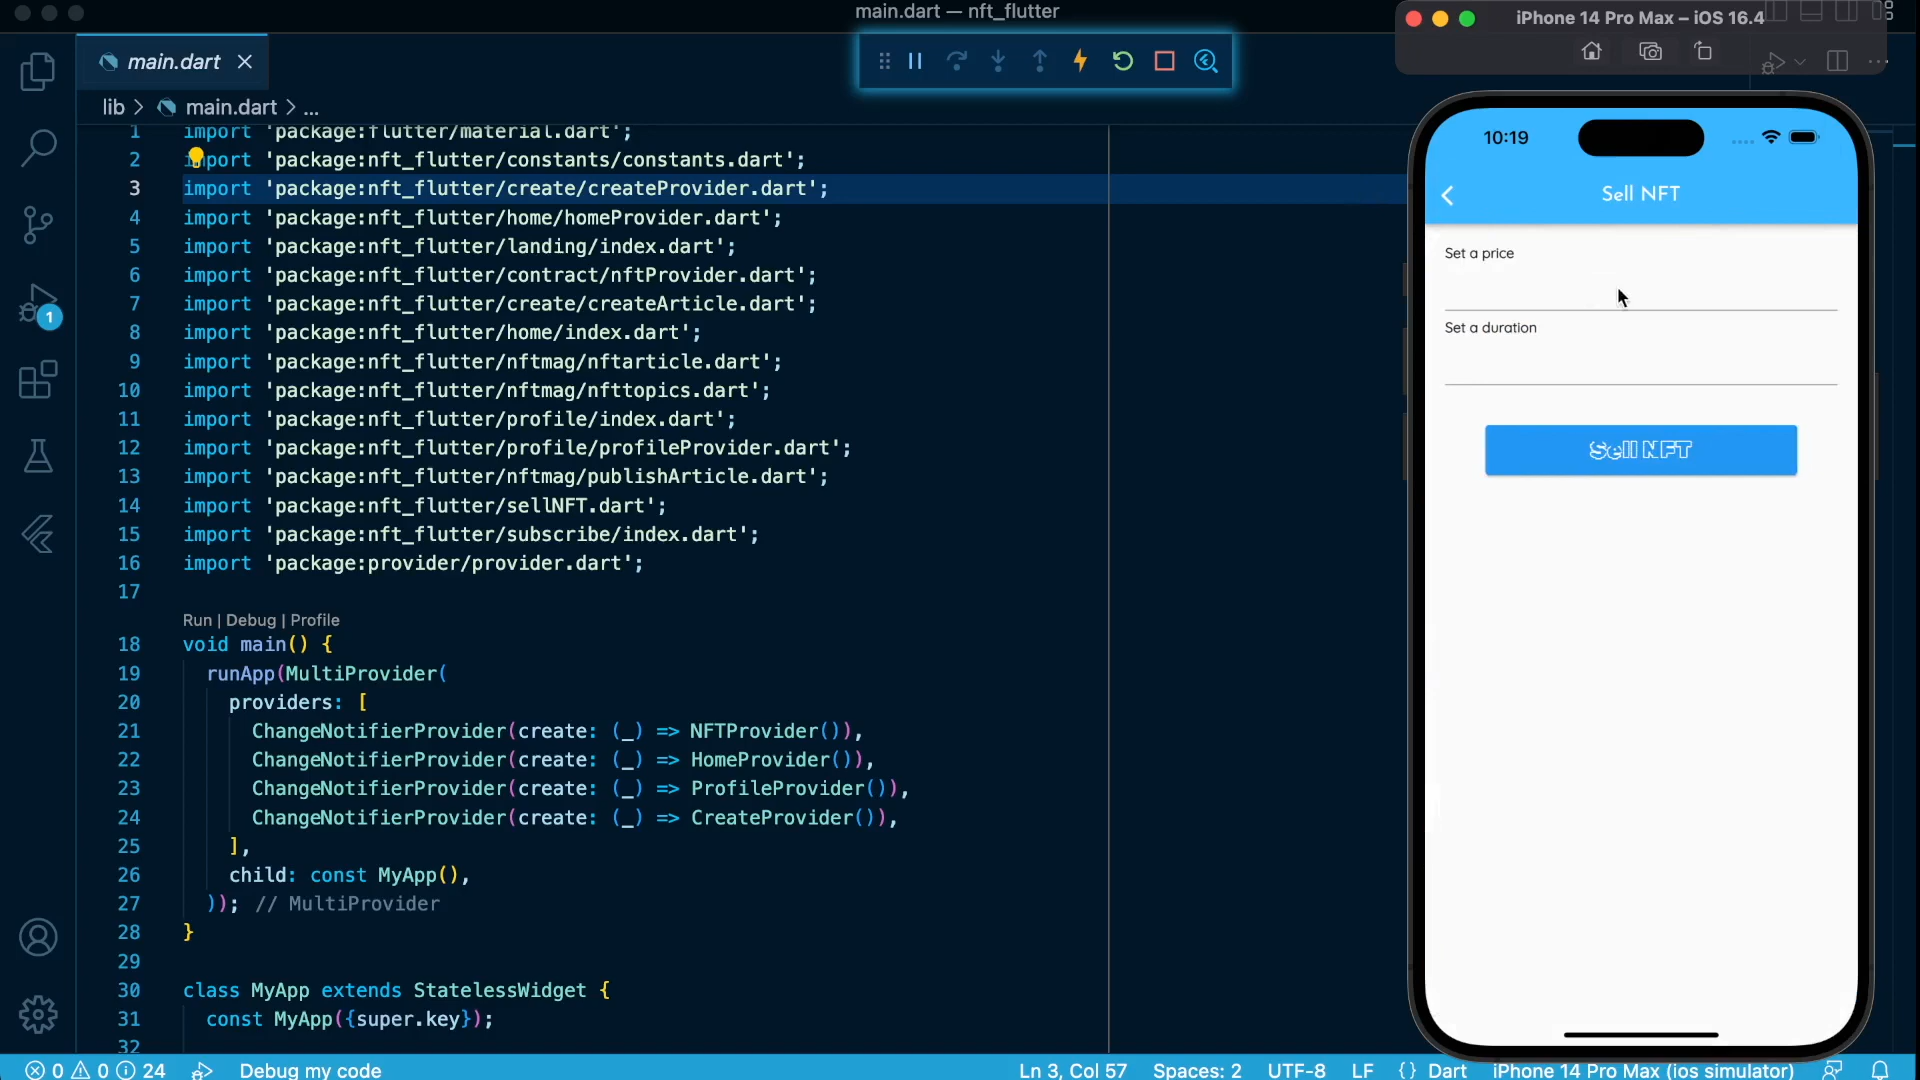 main.dart — nft_flutter
main.dart
lib > main.dart > ...
1 import 'package:flutter/material.dart';
2 import 'package:nft_flutter/constants/constants.dart';
3 import 'package:nft_flutter/create/createProvider.dart';
4 import 'package:nft_flutter/home/homeProvider.dart';
5 import 'package:nft_flutter/landing/index.dart';
6 import 'package:nft_flutter/contract/nftProvider.dart';
7 import 'package:nft_flutter/create/createArticle.dart';
8 import 'package:nft_flutter/home/index.dart';
9 import 'package:nft_flutter/nftmag/nftarticle.dart';
10 import 'package:nft_flutter/nftmag/nfttopics.dart';
11 import 'package:nft_flutter/profile/index.dart';
12 import 'package:nft_flutter/profile/profileProvider.dart';
13 import 'package:nft_flutter/nftmag/publishArticle.dart';
14 import 'package:nft_flutter/sellNFT.dart';
15 import 'package:nft_flutter/subscribe/index.dart';
16 import 'package:provider/provider.dart';
17
Run | Debug | Profile
18 void main() {
19 runApp(MultiProvider(
20 providers: [
21 ChangeNotifierProvider(create: (_) => NFTProvider()),
22 ChangeNotifierProvider(create: (_) => HomeProvider()),
23 ChangeNotifierProvider(create: (_) => ProfileProvider()),
24 ChangeNotifierProvider(create: (_) => CreateProvider()),
25 ],
26 child: const MyApp(),
27 )); // MultiProvider
28 }
29
30 class MyApp extends StatelessWidget {
31 const MyApp({super.key});
32
1
iPhone 14 Pro Max – iOS 16.4
10:19
Sell NFT
Set a price
Set a duration
Sell NFT
0 0 24 Debug my code Ln 3, Col 57 Spaces: 2 UTF-8 LF {} Dart iPhone 14 Pro Max (ios simulator)